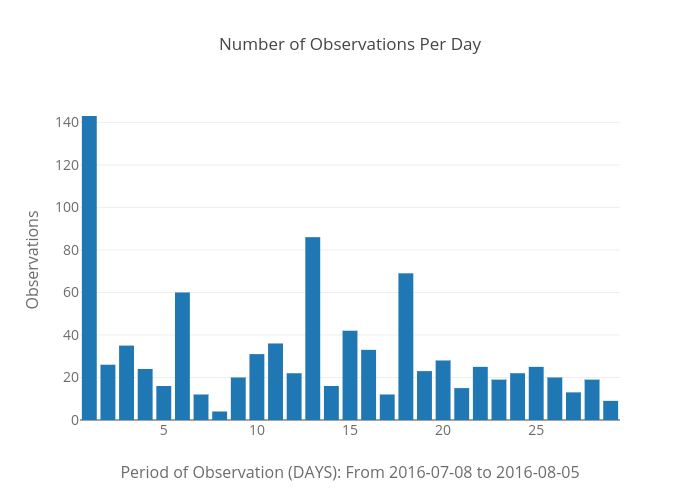 Number of Observations Per Day
140
120
100
80
60
40
20
0
Observations
5 10 15 20 25
Period of Observation (DAYS): From 2016-07-08 to 2016-08-05